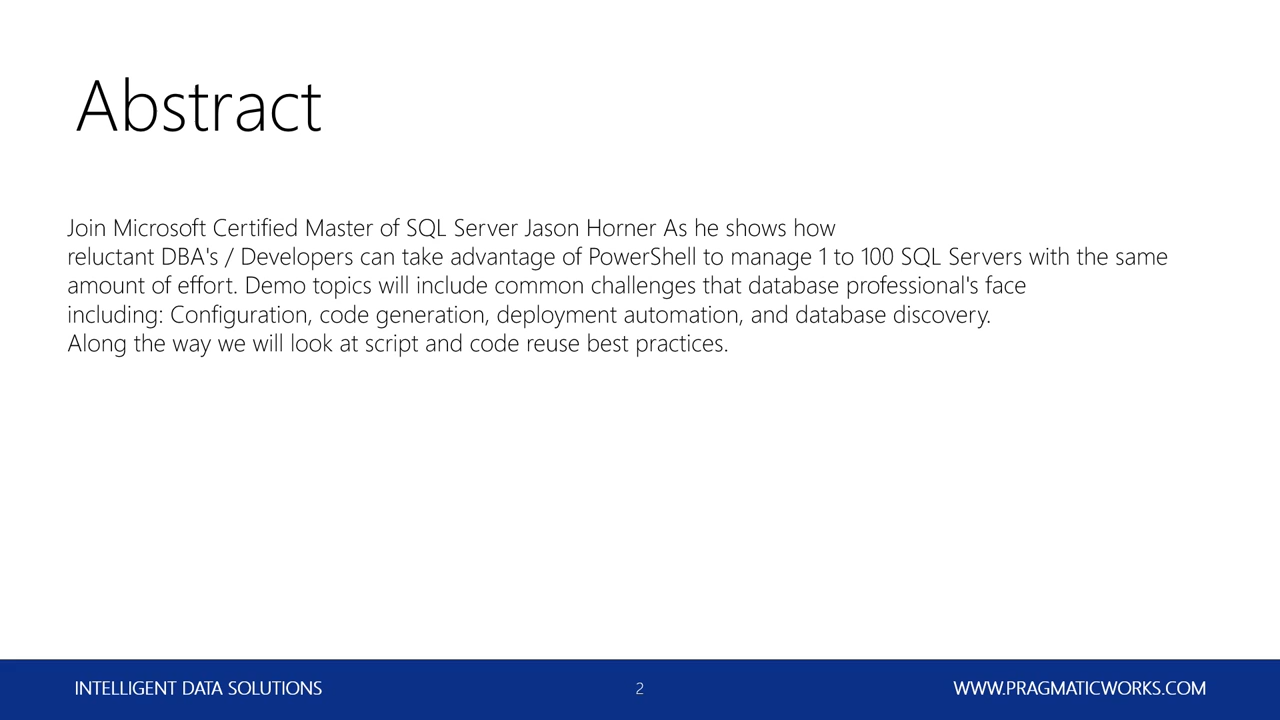 Abstract
Join Microsoft Certified Master of SQL Server Jason Horner As he shows how
reluctant DBA's / Developers can take advantage of PowerShell to manage 1 to 100 SQL Servers with the same
amount of effort. Demo topics will include common challenges that database professional's face
including: Configuration, code generation, deployment automation, and database discovery.
Along the way we will look at script and code reuse best practices.
INTELLIGENT DATA SOLUTIONS
2
WWW.PRAGMATICWORKS.COM